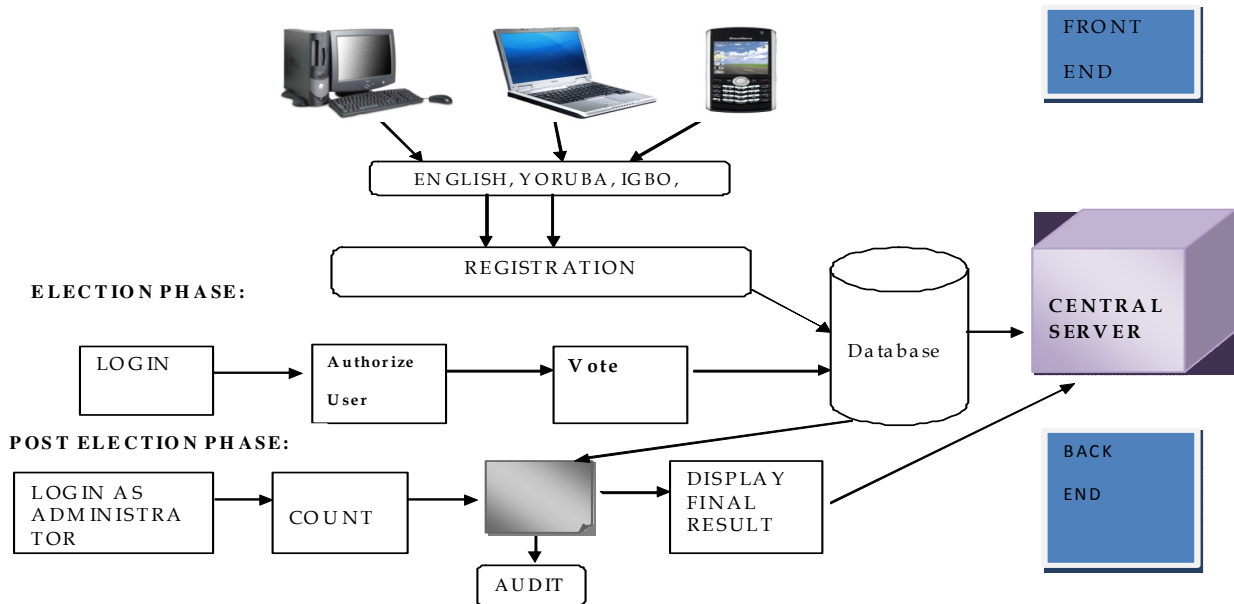 FRONT
END
ENGLISH, YORUBA, IGBO,
REGISTRATION
ELECTION PHASE:
CENTRAL
SERVER
Database
LOGIN
Authorize
User
Vote
POST ELECTION PHASE:
BACK
END
LOGIN AS
ADMINISTRA
TOR
COUNT
DISPLAY
FINAL
RESULT
AUDIT